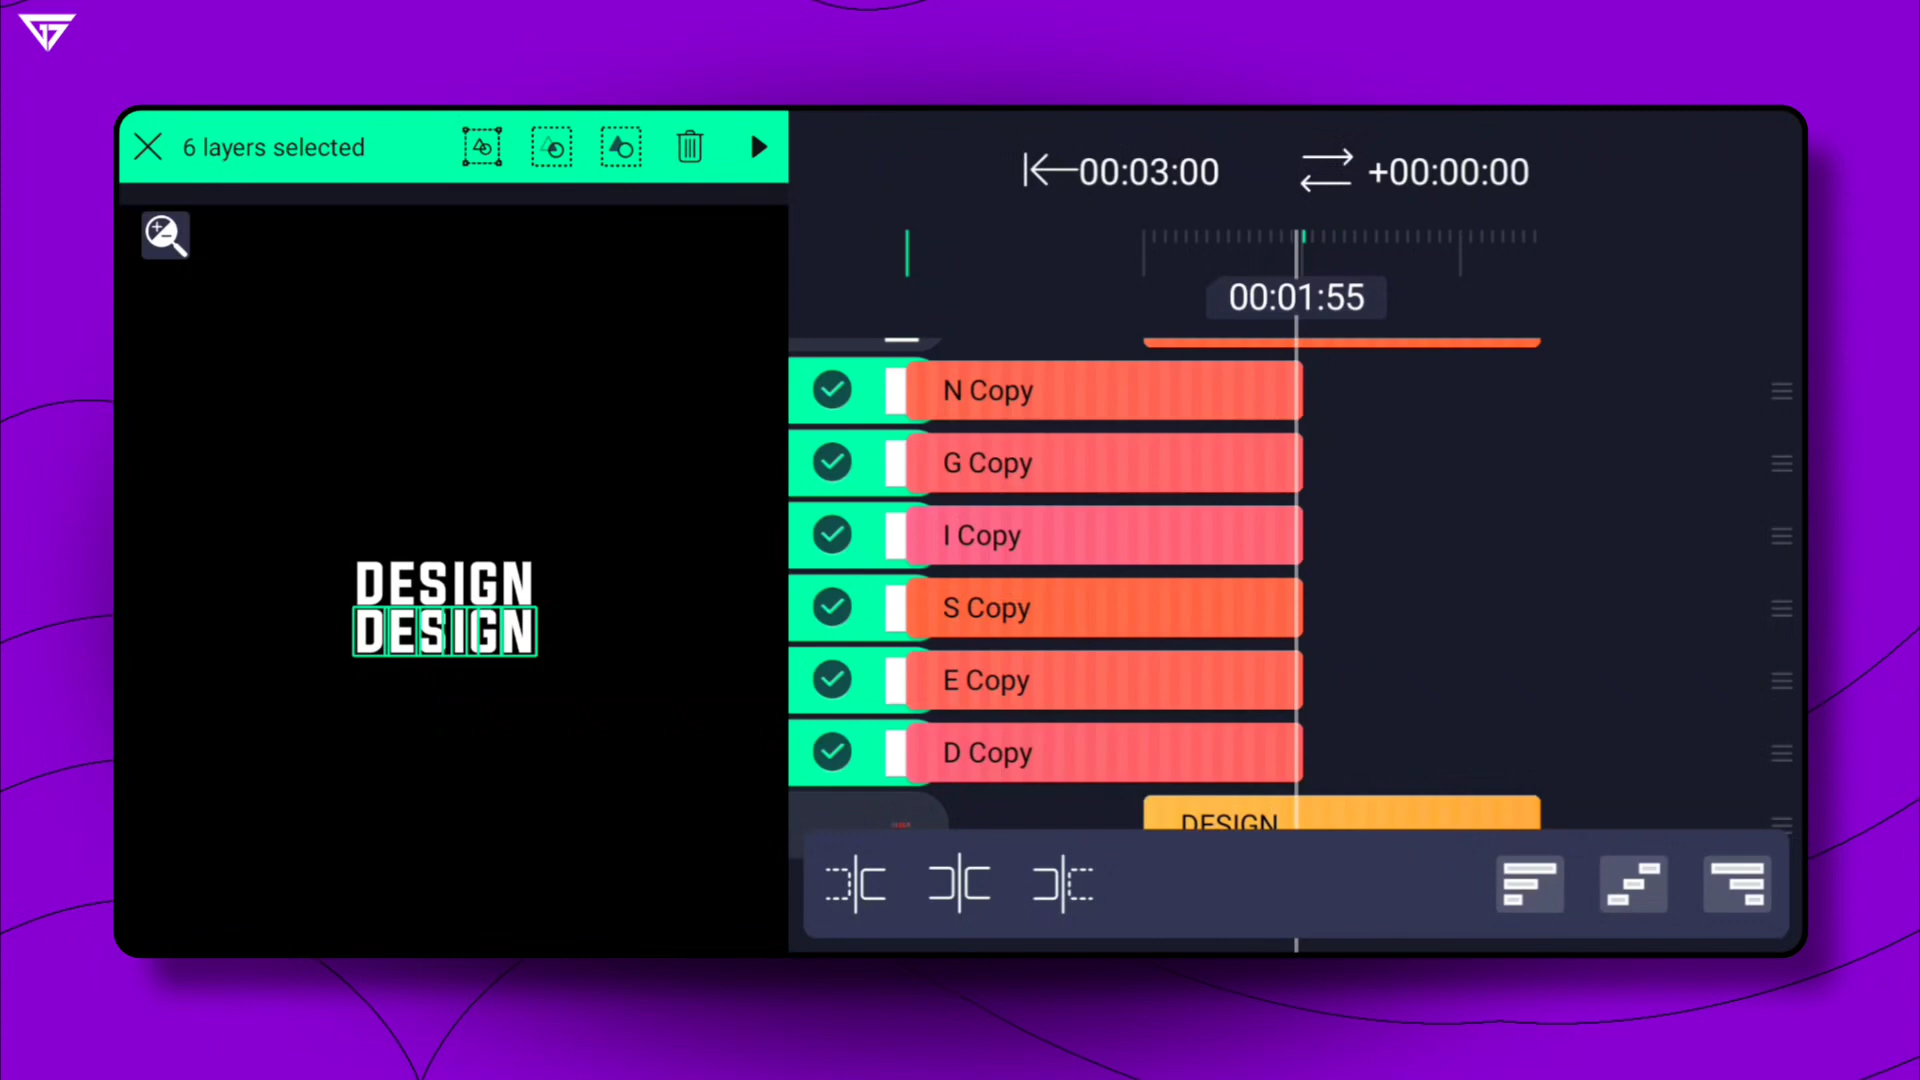 6 layers selected
00:03:00
+00:00:00
00:01:55
N Copy
G Copy
I Copy
S Copy
E Copy
D Copy
DESIGN
DESIGN
DESIGN